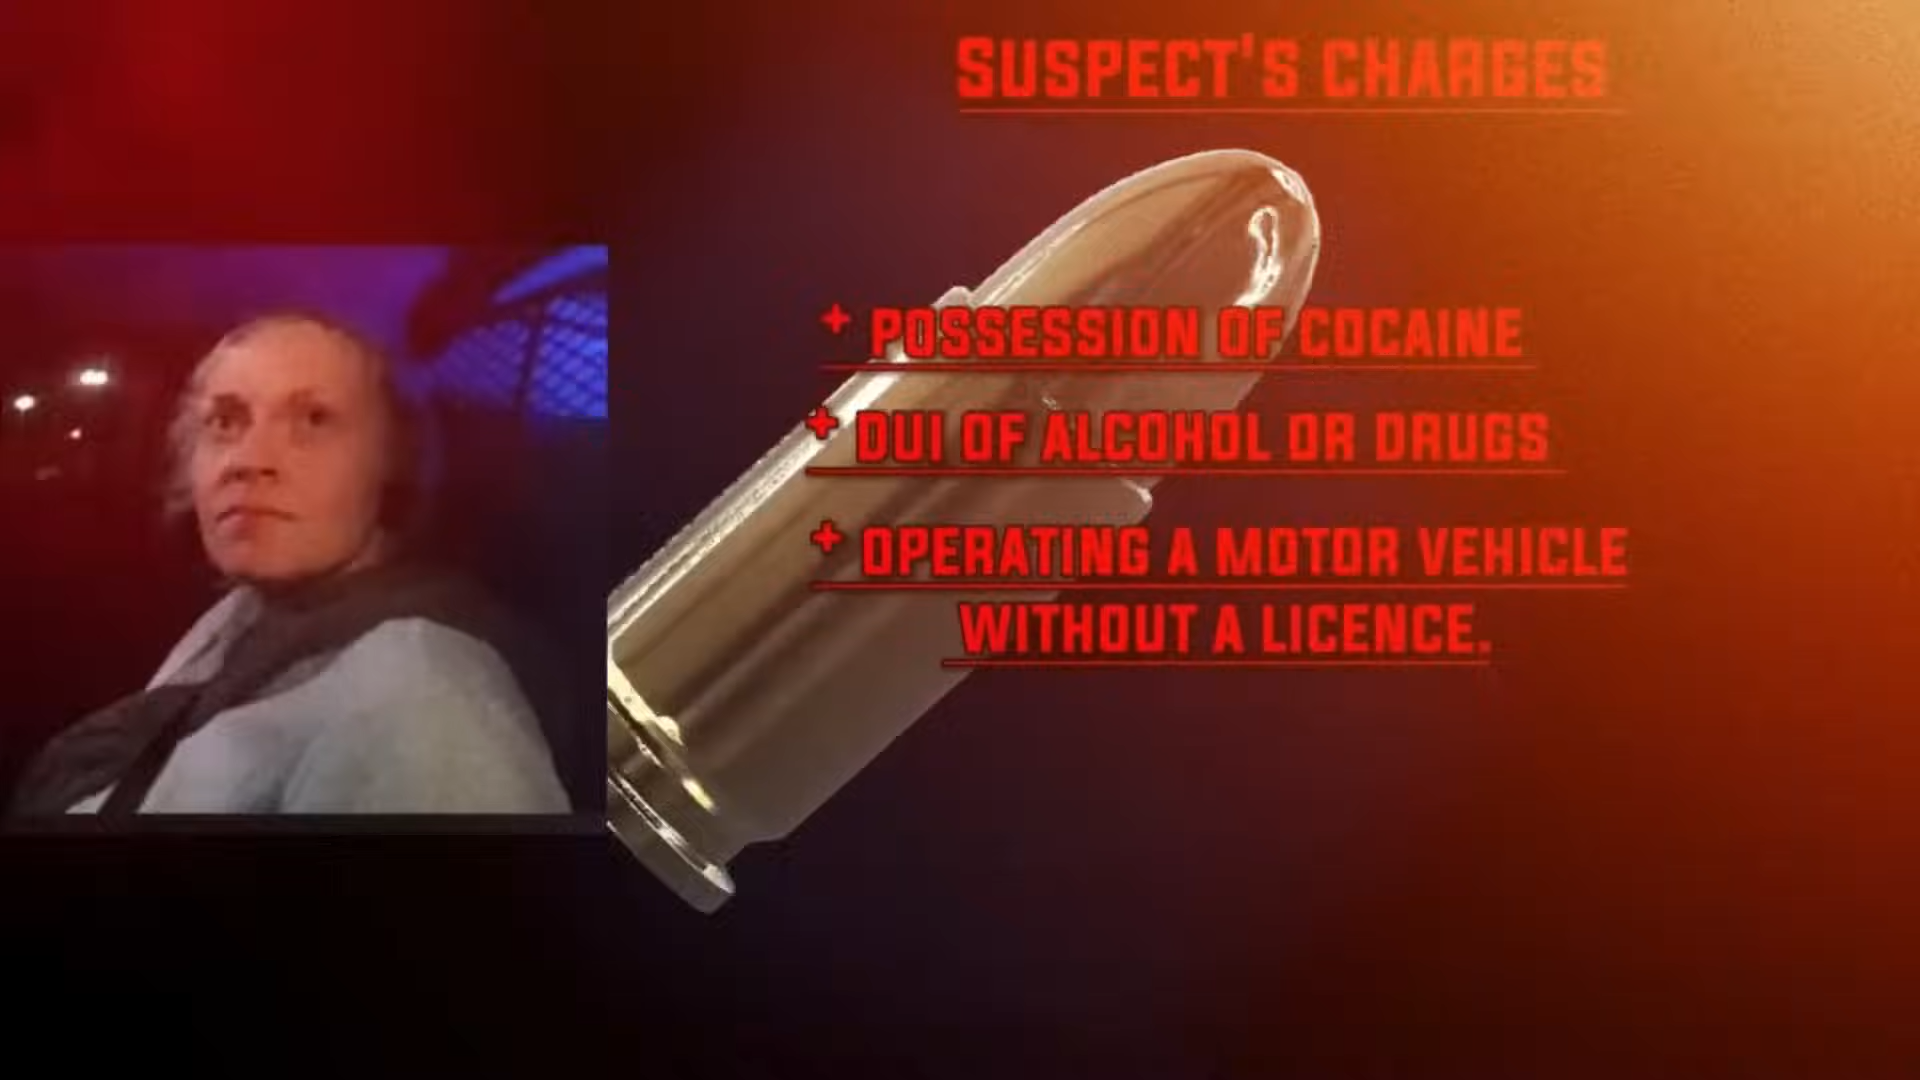 SUSPECT'S CHARGES
+ POSSESSION OF COCAINE
+ DUI OF ALCOHOL OR DRUGS
+ OPERATING A MOTOR VEHICLE
WITHOUT A LICENCE.